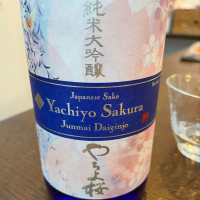 純米大吟醸
Japanese Sake
Yachiyo Sakura
Junmai Daiginjo
やちよ桜